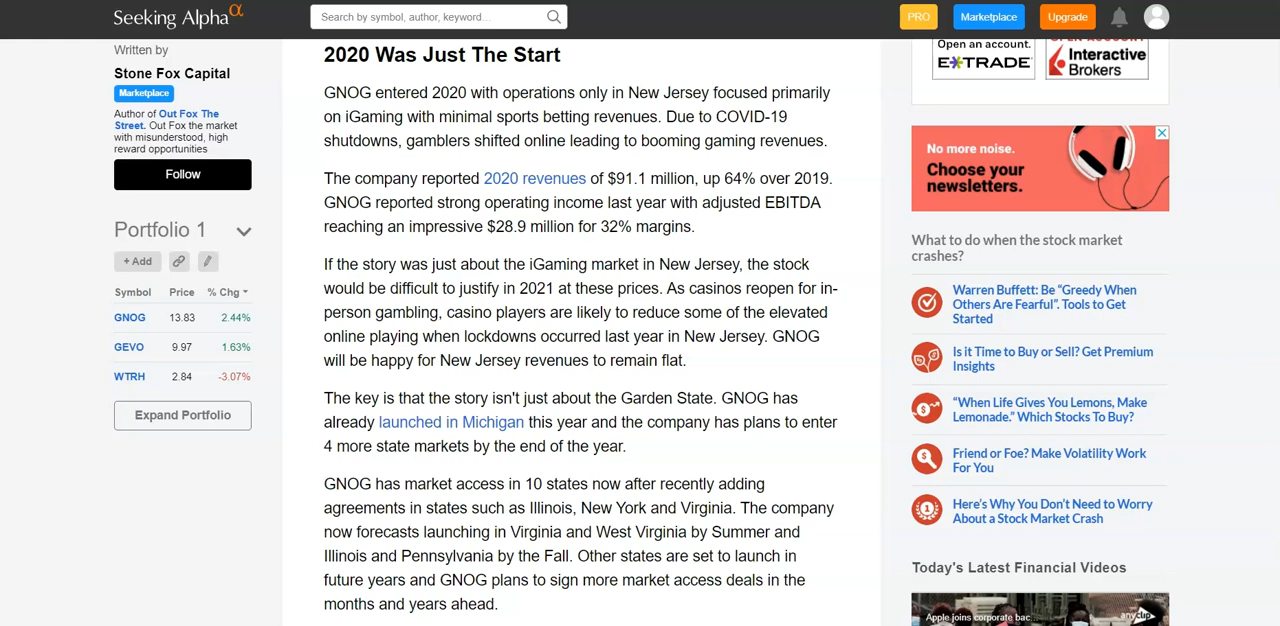 Seeking Alpha α
Search by symbol, author, keyword...
PRO
Marketplace
Upgrade
Written by
Stone Fox Capital
Marketplace
Author of Out Fox The
Street. Out Fox the market
with misunderstood, high
reward opportunities
Follow
Portfolio 1
+ Add
Symbol Price % Chg
GNOG 13.83 2.44%
GEVO 9.97 1.63%
WTRH 2.84 -3.07%
Expand Portfolio
2020 Was Just The Start
GNOG entered 2020 with operations only in New Jersey focused primarily
on iGaming with minimal sports betting revenues. Due to COVID-19
shutdowns, gamblers shifted online leading to booming gaming revenues.
The company reported 2020 revenues of $91.1 million, up 64% over 2019.
GNOG reported strong operating income last year with adjusted EBITDA
reaching an impressive $28.9 million for 32% margins.
If the story was just about the iGaming market in New Jersey, the stock
would be difficult to justify in 2021 at these prices. As casinos reopen for in-
person gambling, casino players are likely to reduce some of the elevated
online playing when lockdowns occurred last year in New Jersey. GNOG
will be happy for New Jersey revenues to remain flat.
The key is that the story isn't just about the Garden State. GNOG has
already launched in Michigan this year and the company has plans to enter
4 more state markets by the end of the year.
GNOG has market access in 10 states now after recently adding
agreements in states such as Illinois, New York and Virginia. The company
now forecasts launching in Virginia and West Virginia by Summer and
Illinois and Pennsylvania by the Fall. Other states are set to launch in
future years and GNOG plans to sign more market access deals in the
months and years ahead.
Open an account.
E*TRADE
OPEN ACCOUNT
Interactive
Brokers
No more noise.
Choose your
newsletters.
What to do when the stock market
crashes?
Warren Buffett: Be “Greedy When
Others Are Fearful”. Tools to Get
Started
Is it Time to Buy or Sell? Get Premium
Insights
“When Life Gives You Lemons, Make
Lemonade.” Which Stocks To Buy?
Friend or Foe? Make Volatility Work
For You
Here’s Why You Don’t Need to Worry
About a Stock Market Crash
Today's Latest Financial Videos
Apple joins corporate bac...
anyclip